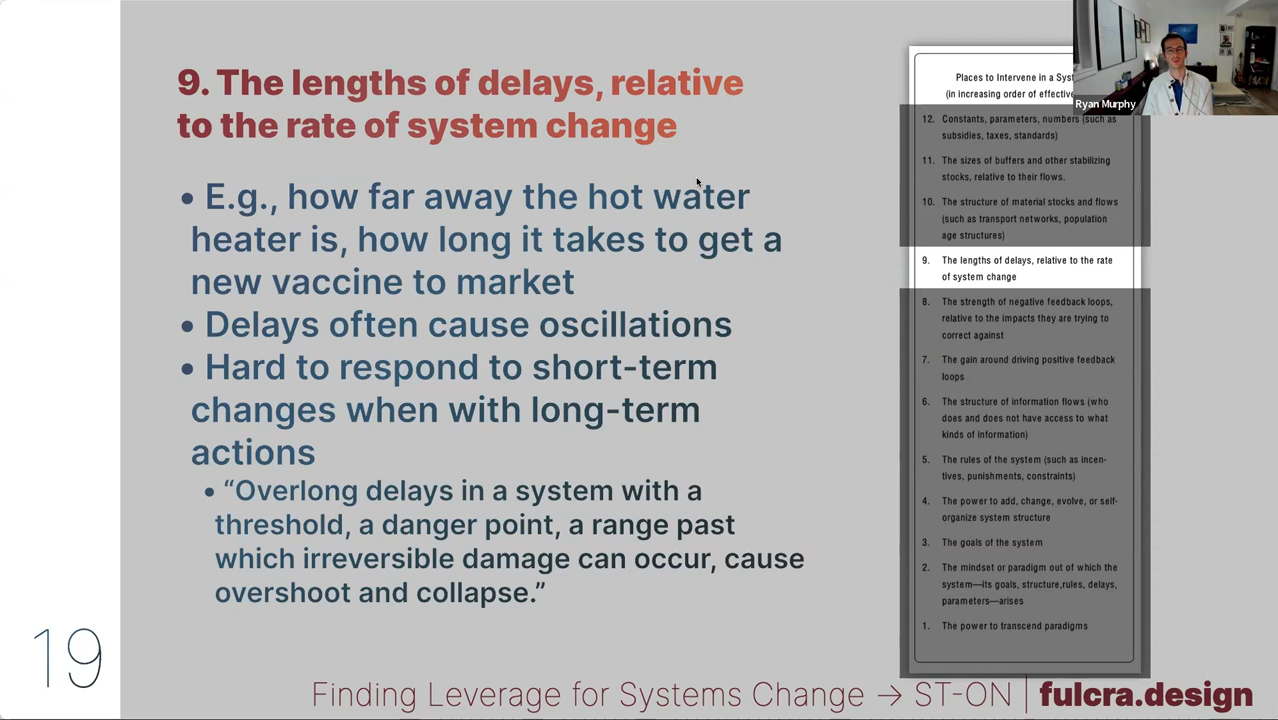 9. The lengths of delays, relative
to the rate of system change
• E.g., how far away the hot water
heater is, how long it takes to get a
new vaccine to market
• Delays often cause oscillations
• Hard to respond to short-term
changes when with long-term
actions
• “Overlong delays in a system with a
threshold, a danger point, a range past
which irreversible damage can occur, cause
overshoot and collapse.”
19
Places to Intervene in a Syst
(in increasing order of effective
12. Constants, parameters, numbers (such as
subsidies, taxes, standards)
11. The sizes of buffers and other stabilizing
stocks, relative to their flows.
10. The structure of material stocks and flows
(such as transport networks, population
age structures)
9. The lengths of delays, relative to the rate
of system change
8. The strength of negative feedback loops,
relative to the impacts they are trying to
correct against
7. The gain around driving positive feedback
loops
6. The structure of information flows (who
does and does not have access to what
kinds of information)
5. The rules of the system (such as incen-
tives, punishments, constraints)
4. The power to add, change, evolve, or self-
organize system structure
3. The goals of the system
2. The mindset or paradigm out of which the
system—its goals, structure,rules, delays,
parameters—arises
1. The power to transcend paradigms
Ryan Murphy
Finding Leverage for Systems Change → ST-ON | fulcra.design